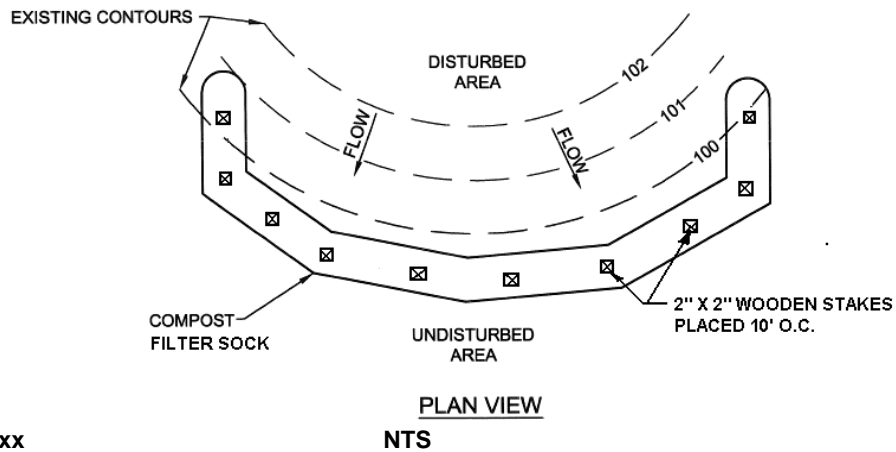 EXISTING CONTOURS
DISTURBED
AREA
102
101
100
FLOW
FLOW
2" X 2" WOODEN STAKES
PLACED 10' O.C.
COMPOST
FILTER SOCK
UNDISTURBED
AREA
PLAN VIEW
xx
NTS